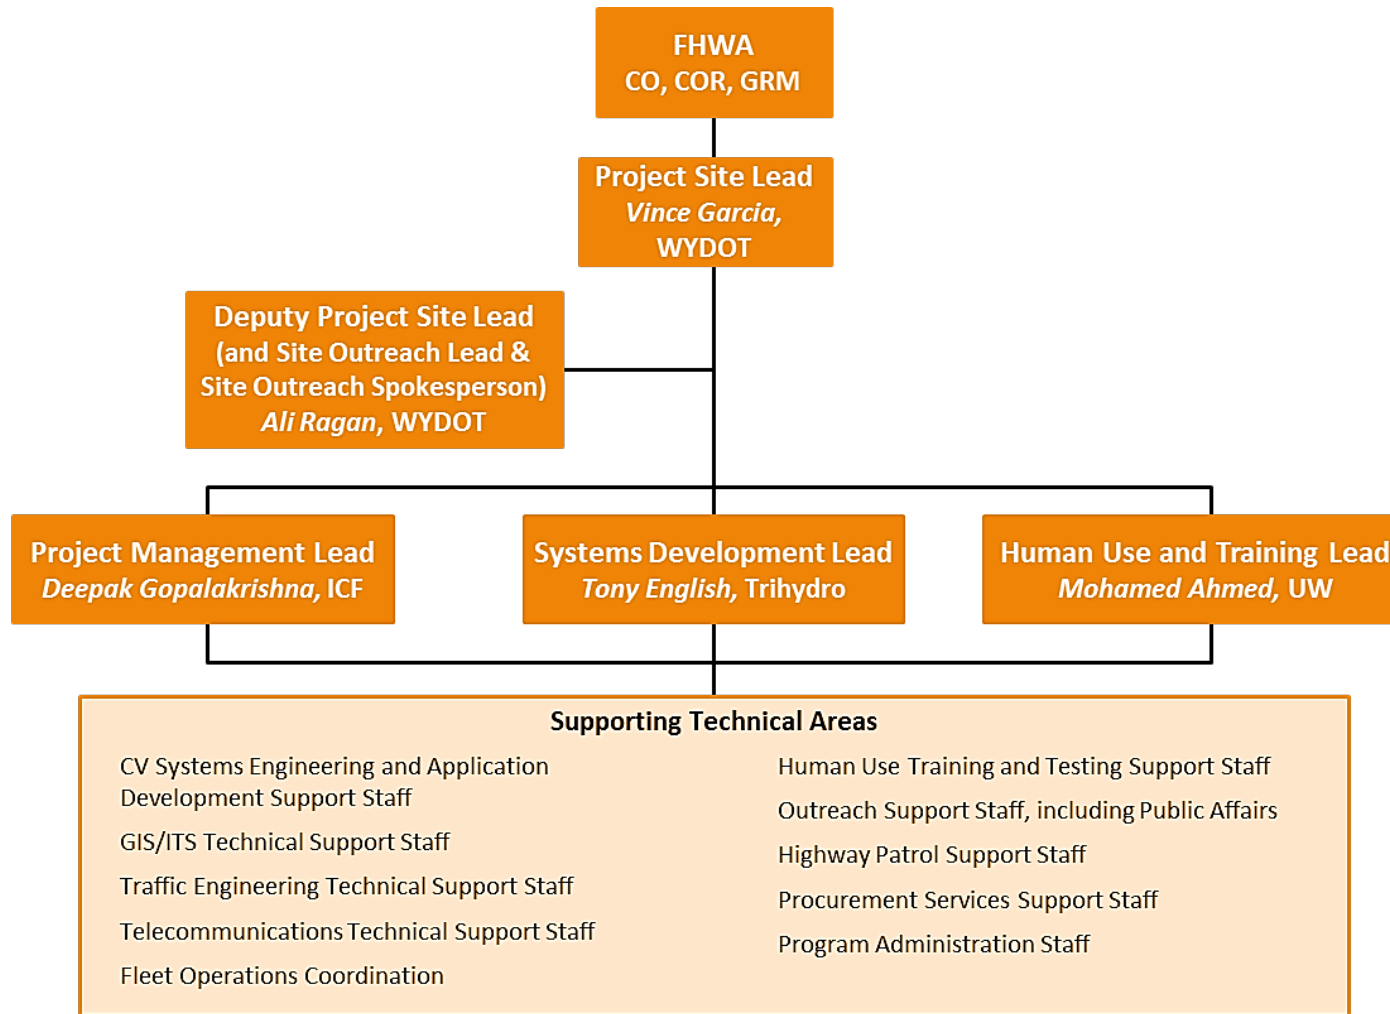 FHWA
CO, COR, GRM
Project Site Lead
Vince Garcia,
WYDOT
Deputy Project Site Lead
(and Site Outreach Lead &
Site Outreach Spokesperson)
Ali Ragan, WYDOT
Project Management Lead
Deepak Gopalakrishna, ICF
Systems Development Lead
Tony English, Trihydro
Human Use and Training Lead
Mohamed Ahmed, UW
Supporting Technical Areas
CV Systems Engineering and Application
Development Support Staff
GIS/ITS Technical Support Staff
Traffic Engineering Technical Support Staff
Telecommunications Technical Support Staff
Fleet Operations Coordination
Human Use Training and Testing Support Staff
Outreach Support Staff, including Public Affairs
Highway Patrol Support Staff
Procurement Services Support Staff
Program Administration Staff